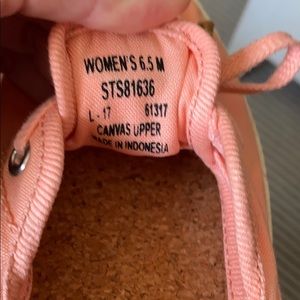 WOMEN'S 6.5 M
STS81636
L - 17 61317
CANVAS UPPER
MADE IN INDONESIA